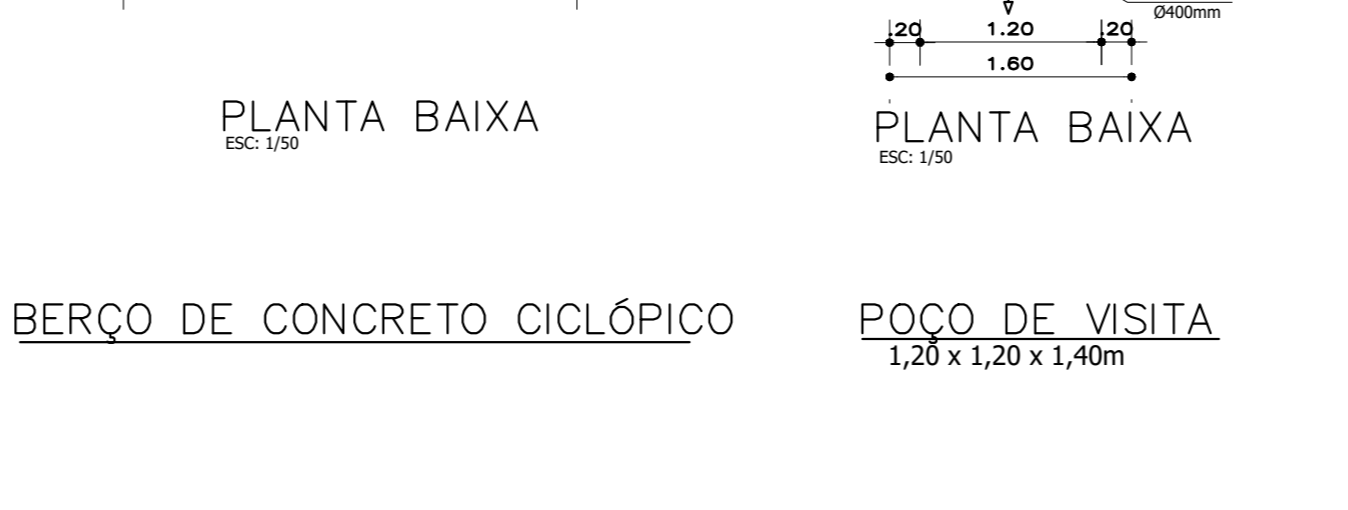 Ø400mm
.20 1.20 .20
1.60
PLANTA BAIXA
ESC: 1/50
PLANTA BAIXA
ESC: 1/50
BERÇO DE CONCRETO CICLÓPICO
POÇO DE VISITA
1,20 x 1,20 x 1,40m